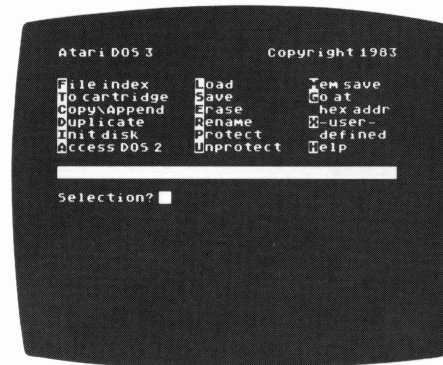 Atari DOS 3 Copyright 1983
File index Load Mem save
To cartridge Save Go at
Copy\Append Erase hex addr
Duplicate Rename X-user-
Init disk Protect defined
Access DOS 2 Unprotect Help
Selection?